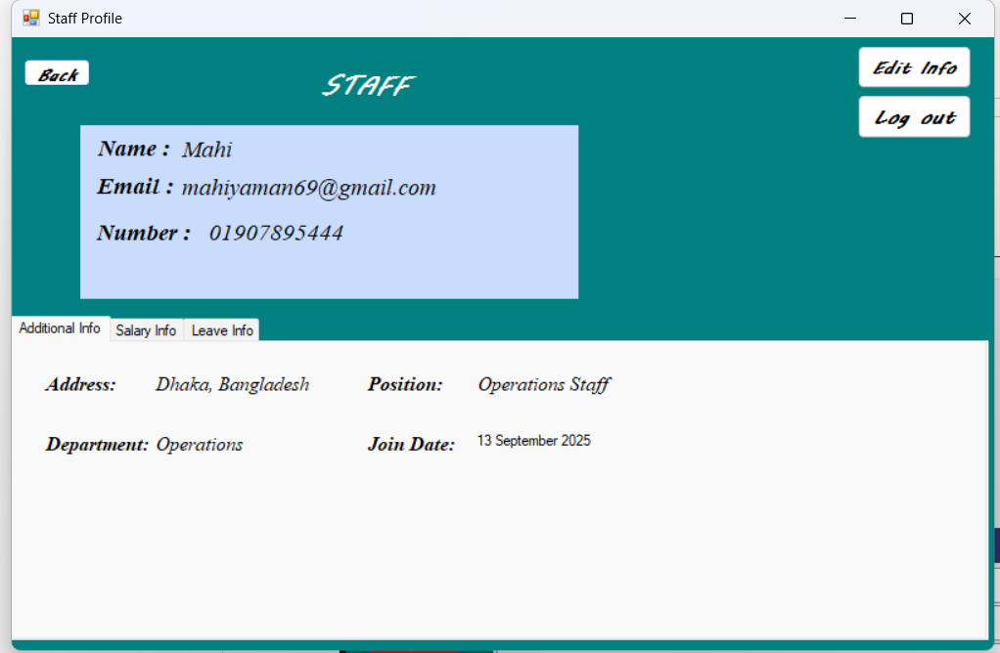 Staff Profile
Back
STAFF
Edit Info
Log out
Name : Mahi
Email : mahiyaman69@gmail.com
Number : 01907895444
Additional Info Salary Info Leave Info
Address: Dhaka, Bangladesh Position: Operations Staff
Department: Operations Join Date: 13 September 2025